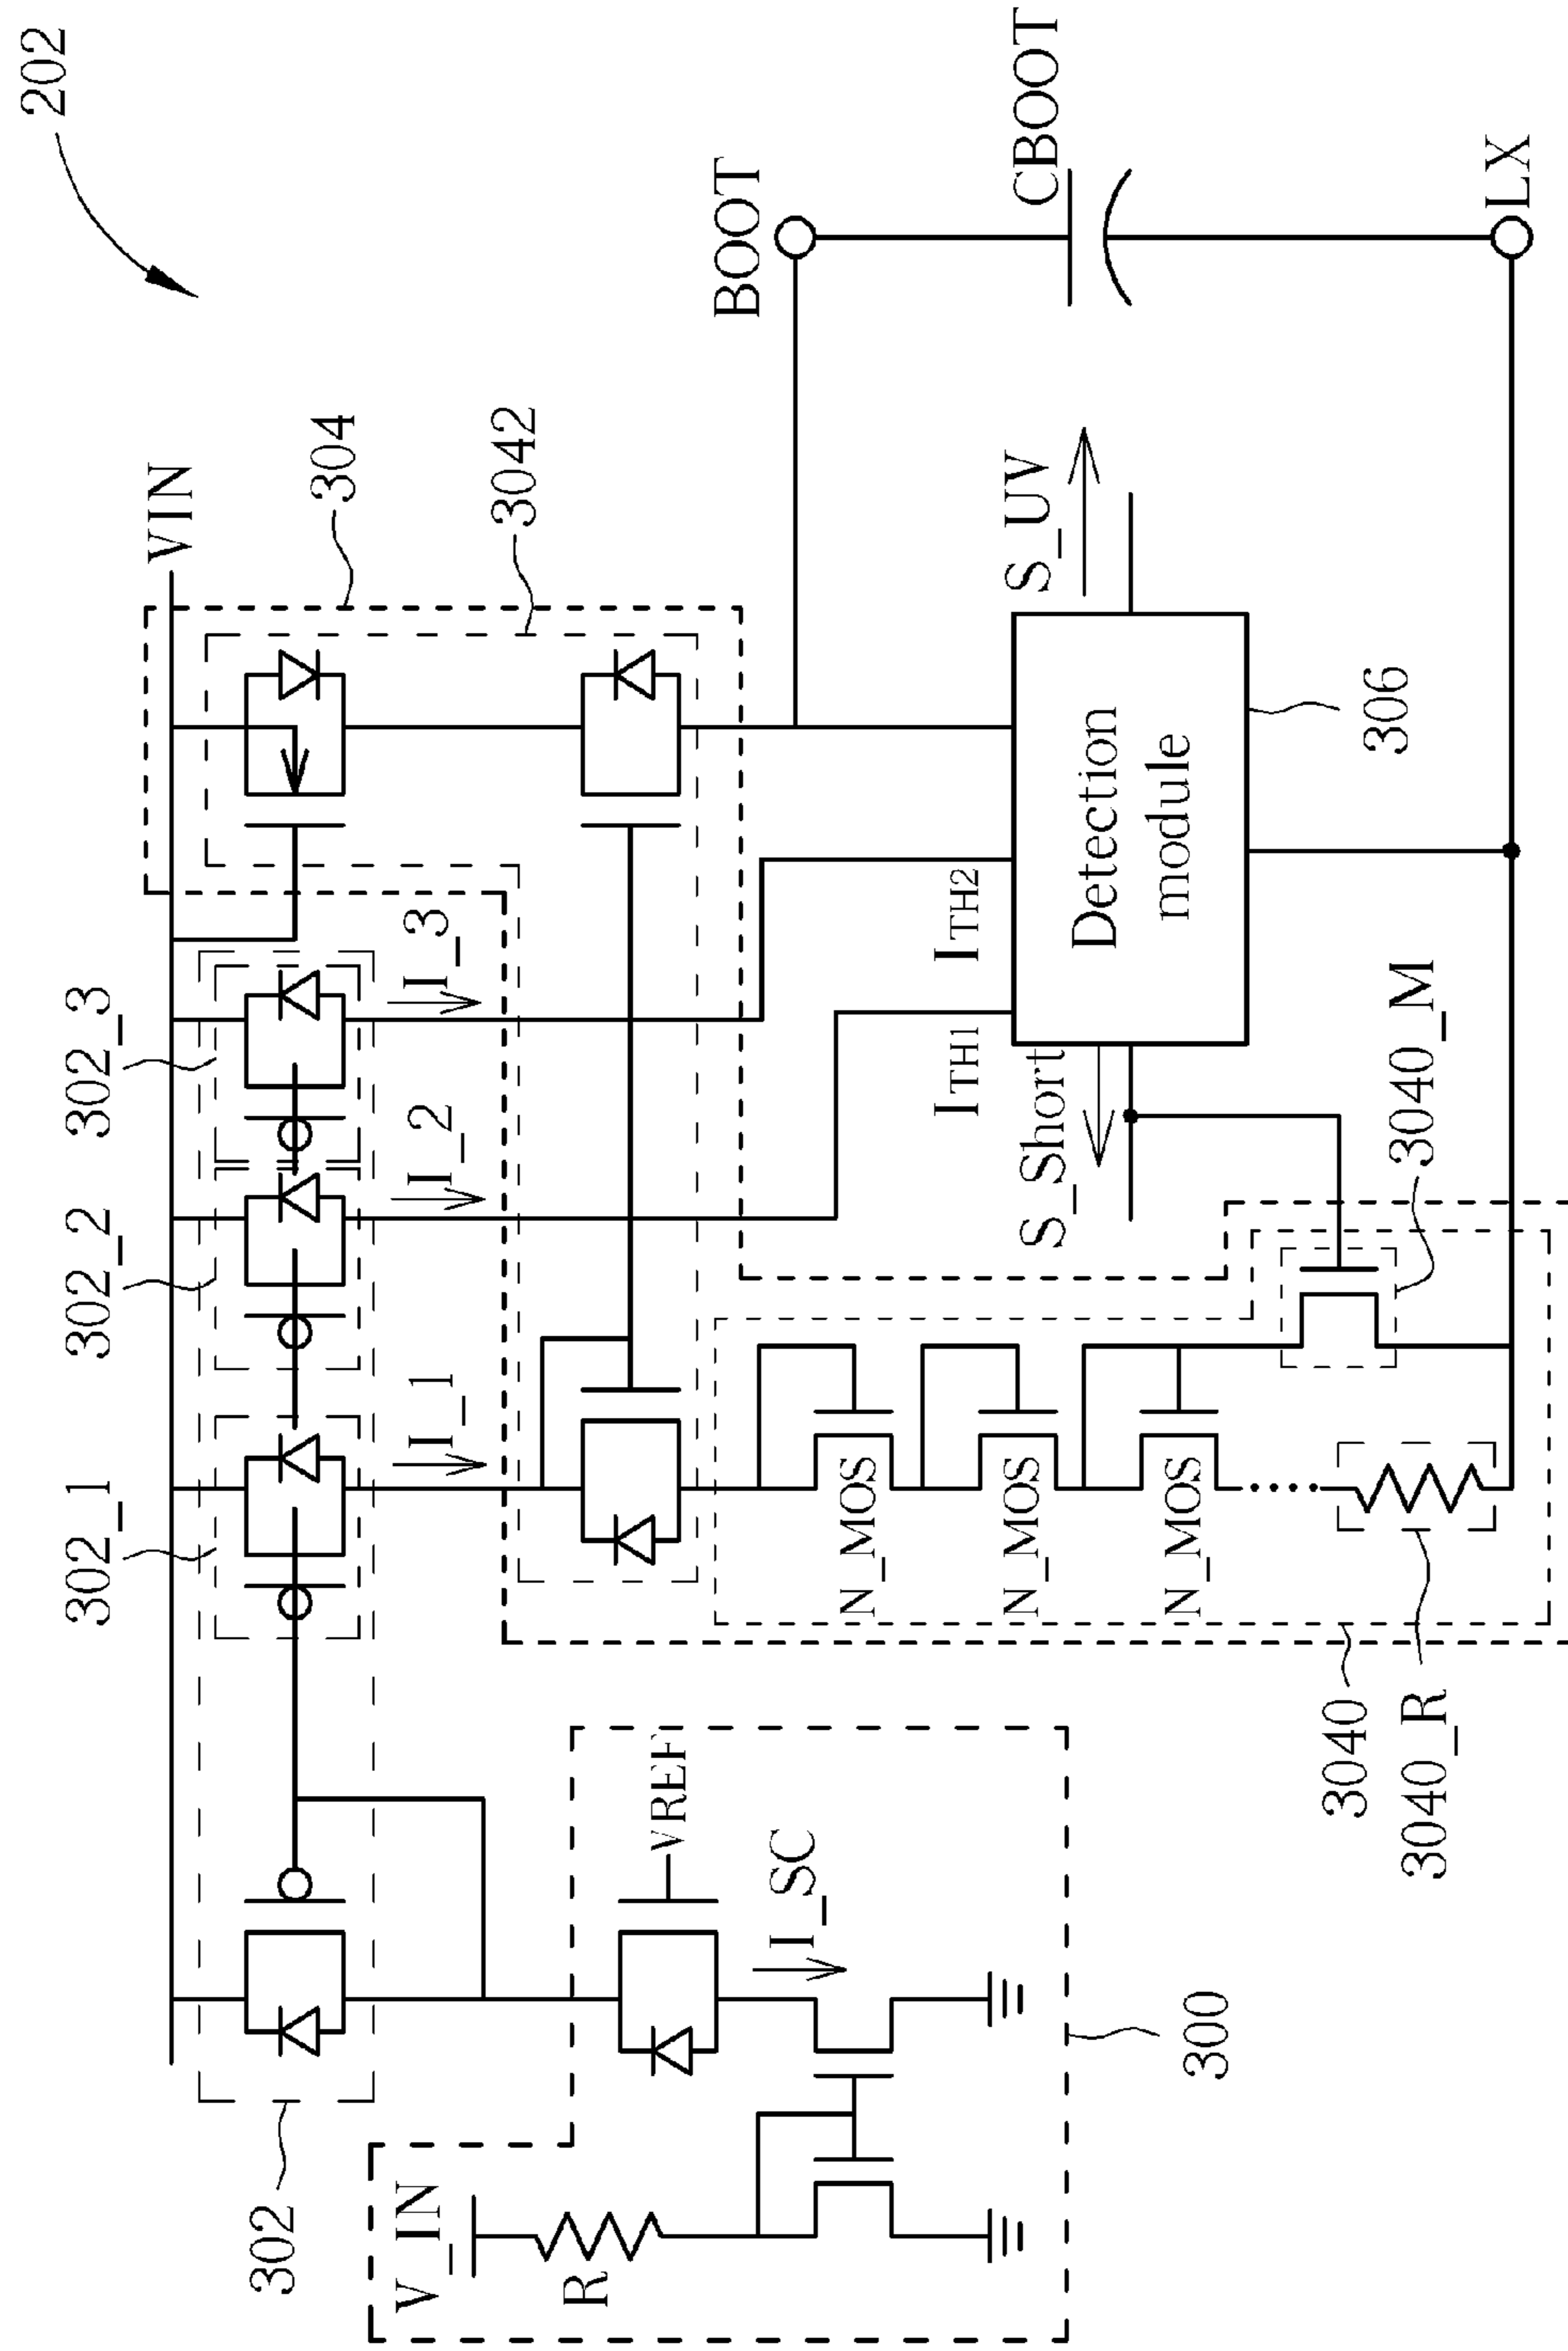 202
302
302_1
302_2
302_3
VIN
304
3042
I_1
I_2
I_3
BOOT
CBOOT
LX
V_IN
R
VREF
I_SC
300
N_MOS
N_MOS
N_MOS
ITH1
ITH2
S_Short
S_UV
Detection
module
306
3040_M
3040
3040_R